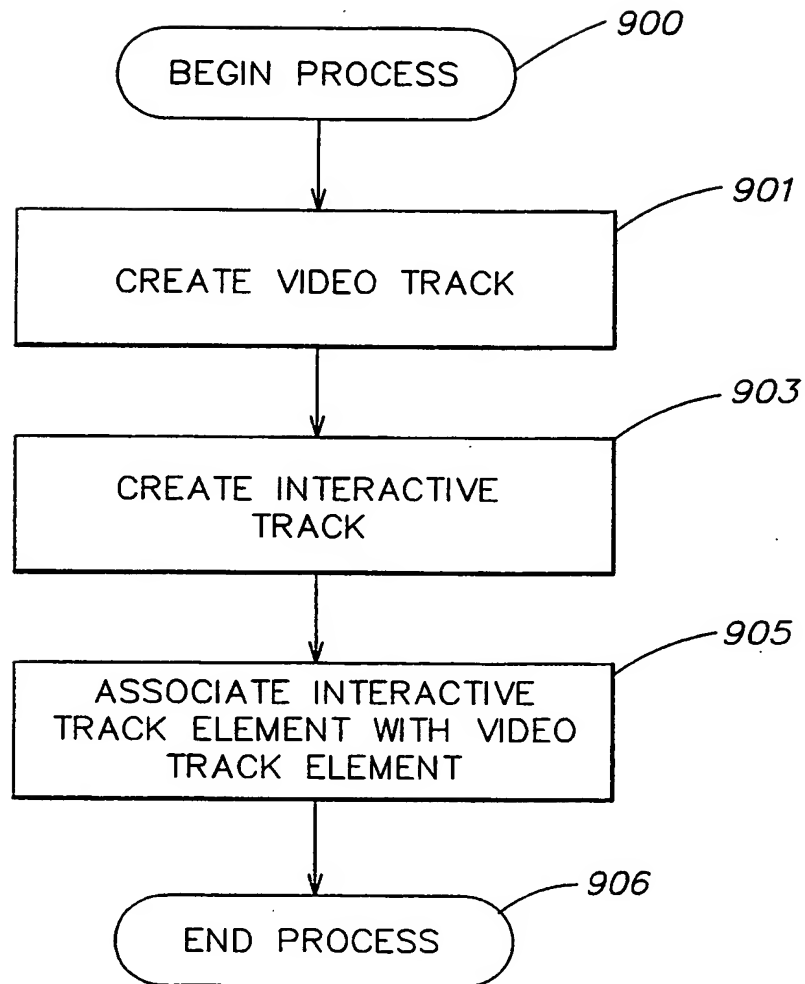 900
BEGIN PROCESS
901
CREATE VIDEO TRACK
903
CREATE INTERACTIVE
TRACK
905
ASSOCIATE INTERACTIVE
TRACK ELEMENT WITH VIDEO
TRACK ELEMENT
906
END PROCESS